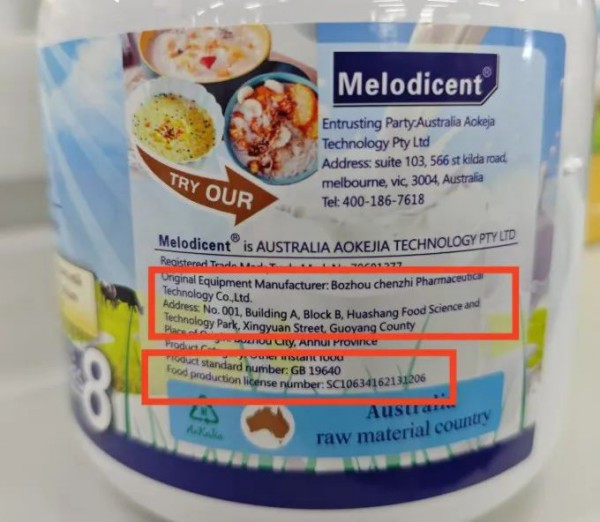 Melodicent®
Entrusting Party:Australia Aokeja
Technology Pty Ltd
Address: suite 103, 566 st kilda road,
melbourne, vic, 3004, Australia
Tel: 400-186-7618
TRY OUR
Melodicent® is AUSTRALIA AOKEJIA TECHNOLOGY PTY LTD
Registered Trade Mark
Original Equipment Manufacturer: Bozhou chenzhi Pharmaceutical
Technology Co.,Ltd.
Address: No. 001, Building A, Block B, Huashang Food Science and
Technology Park, Xingyuan Street, Guoyang County
Bozhou City, Anhui Province
Other instant food
Product standard number: GB 19640
Food production license number: SC10634162131206
8
Australia
raw material country